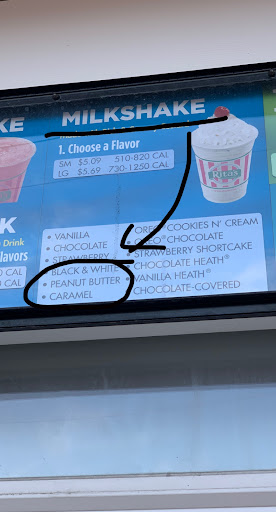 KE
MILKSHAKE
1. Choose a Flavor
SM $5.09 510-820 CAL
LG $5.69 730-1250 CAL
RITA'S
K
Drink
lavors
CAL
CAL
• VANILLA
• CHOCOLATE
• STRAWBERRY
BLACK & WHITE
• PEANUT BUTTER
• CARAMEL
OREO® COOKIES N' CREAM
OREO® CHOCOLATE
• STRAWBERRY SHORTCAKE
• CHOCOLATE HEATH®
• VANILLA HEATH®
CHOCOLATE-COVERED